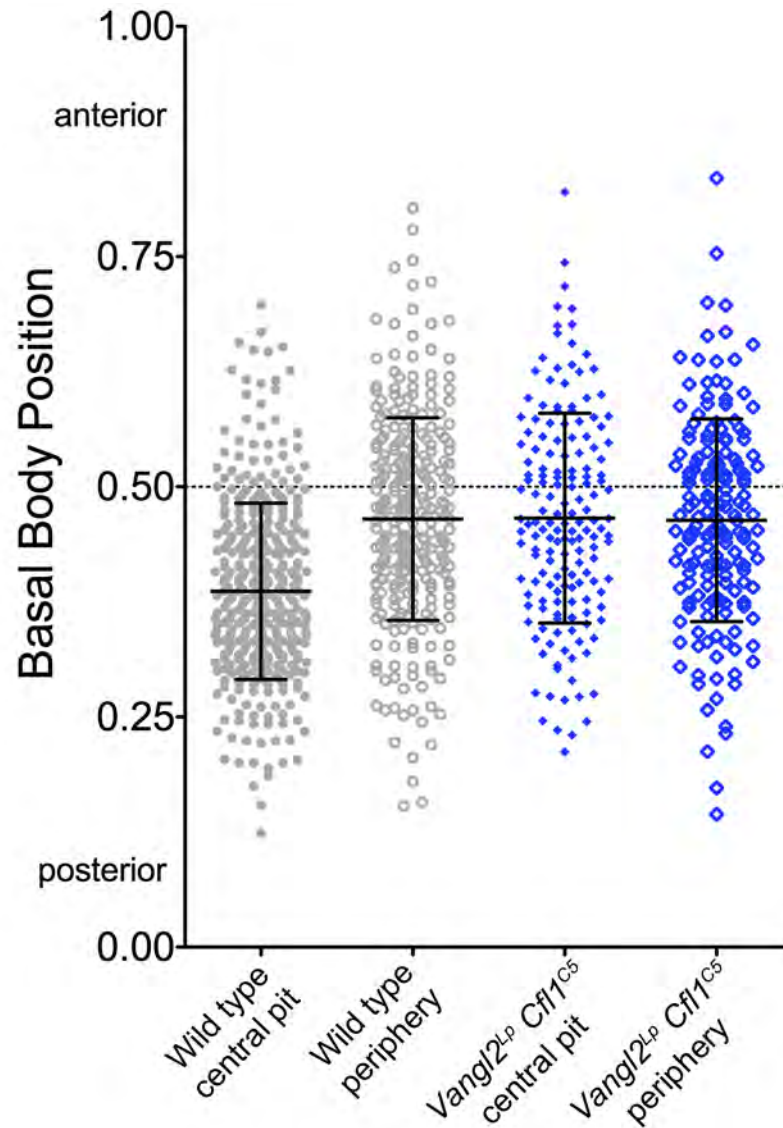 1.00
anterior
0.75
Basal Body Position
0.50
0.25
posterior
0.00
Wild type
central pit
Wild type
periphery
Vangl2Lp Cfl1C5
central pit
Vangl2Lp Cfl1C5
periphery